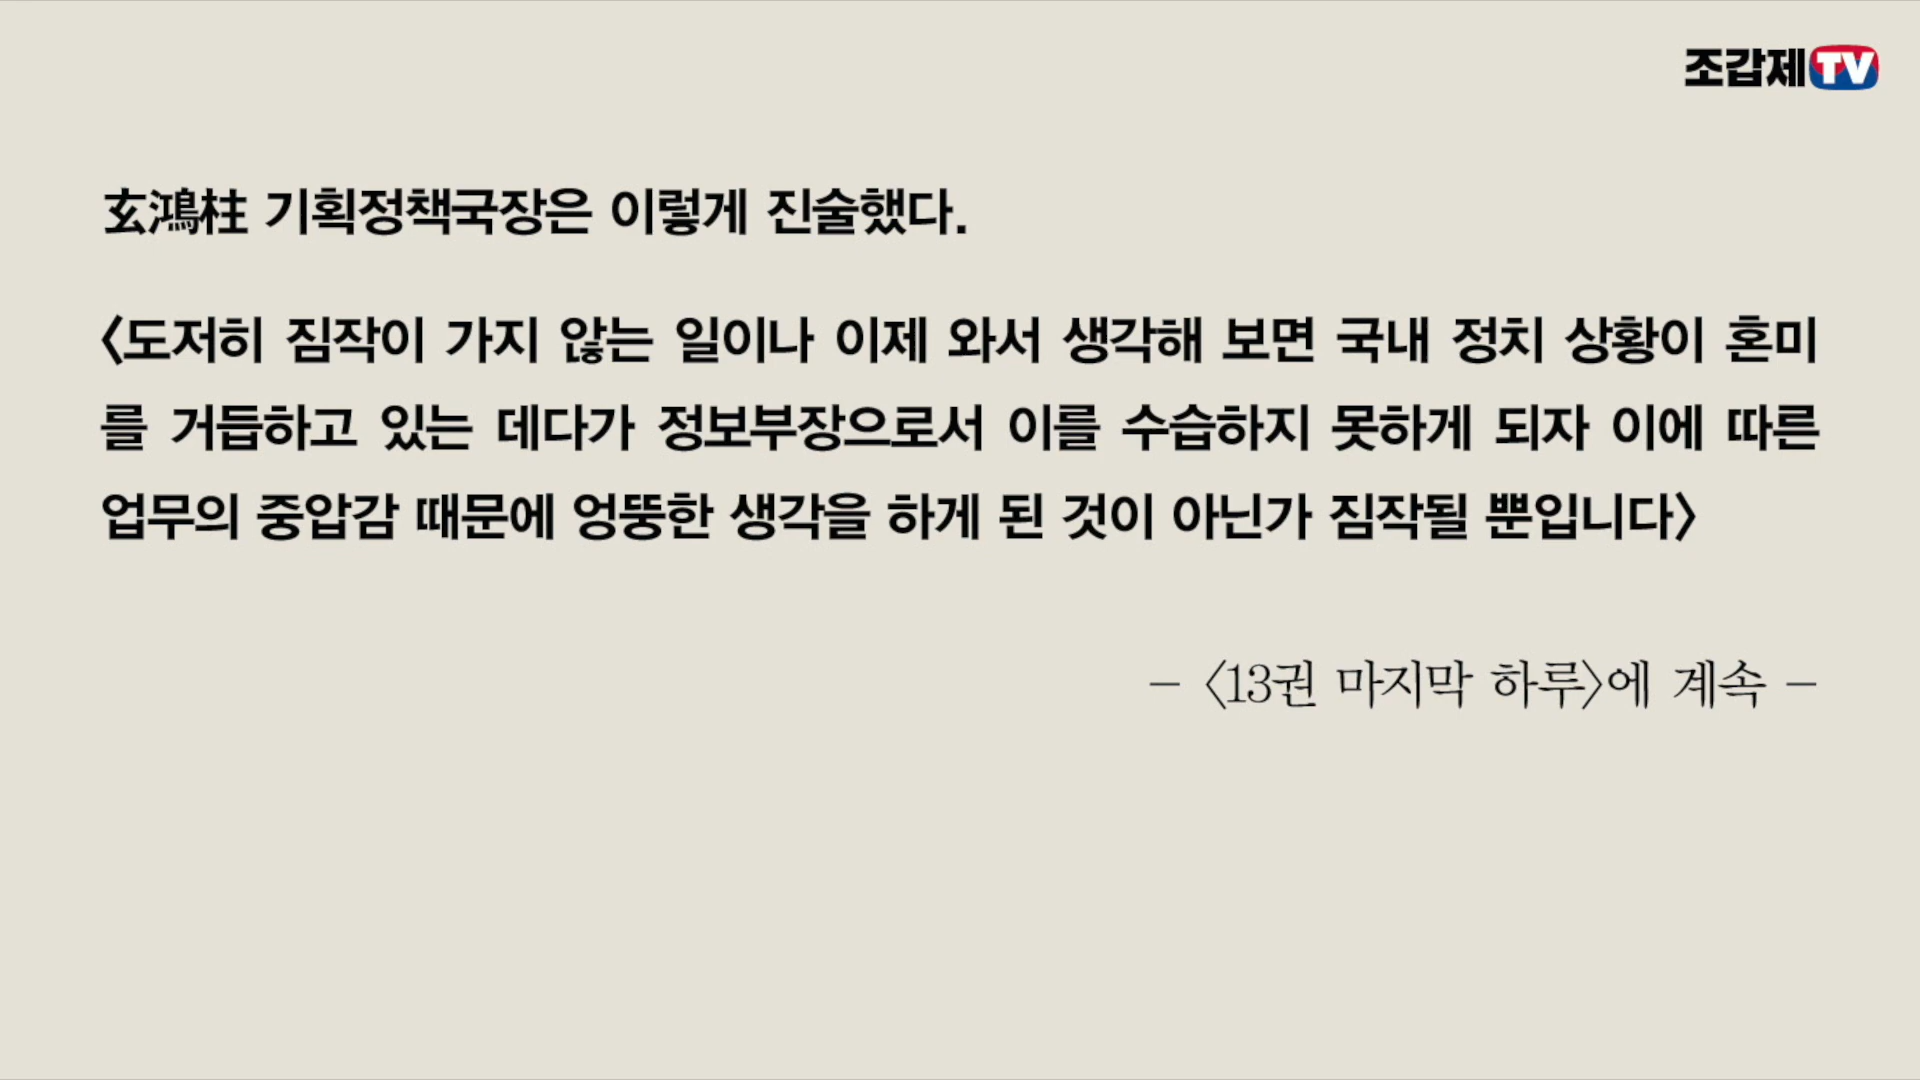 조갑제TV
玄鴻柱 기획정책국장은 이렇게 진술했다.
〈도저히 짐작이 가지 않는 일이나 이제 와서 생각해 보면 국내 정치 상황이 혼미
를 거듭하고 있는 데다가 정보부장으로서 이를 수습하지 못하게 되자 이에 따른
업무의 중압감 때문에 엉뚱한 생각을 하게 된 것이 아닌가 짐작될 뿐입니다〉
– 〈13권 마지막 하루〉에 계속 –